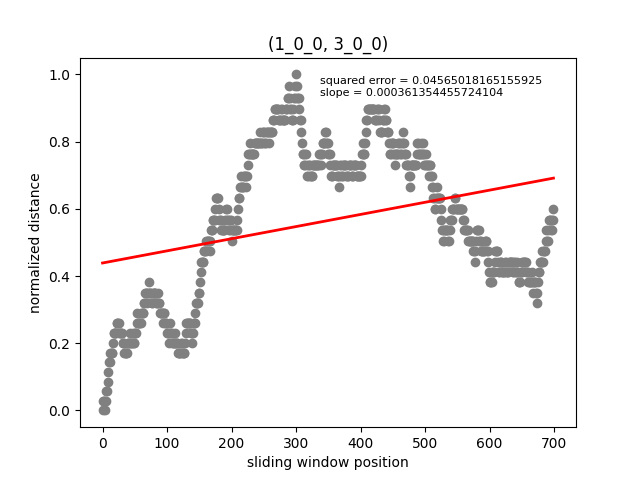 (1_0_0, 3_0_0)
squared error = 0.04565018165155925
slope = 0.000361354455724104
normalized distance
1.0
0.8
0.6
0.4
0.2
0.0
0 100 200 300 400 500 600 700
sliding window position